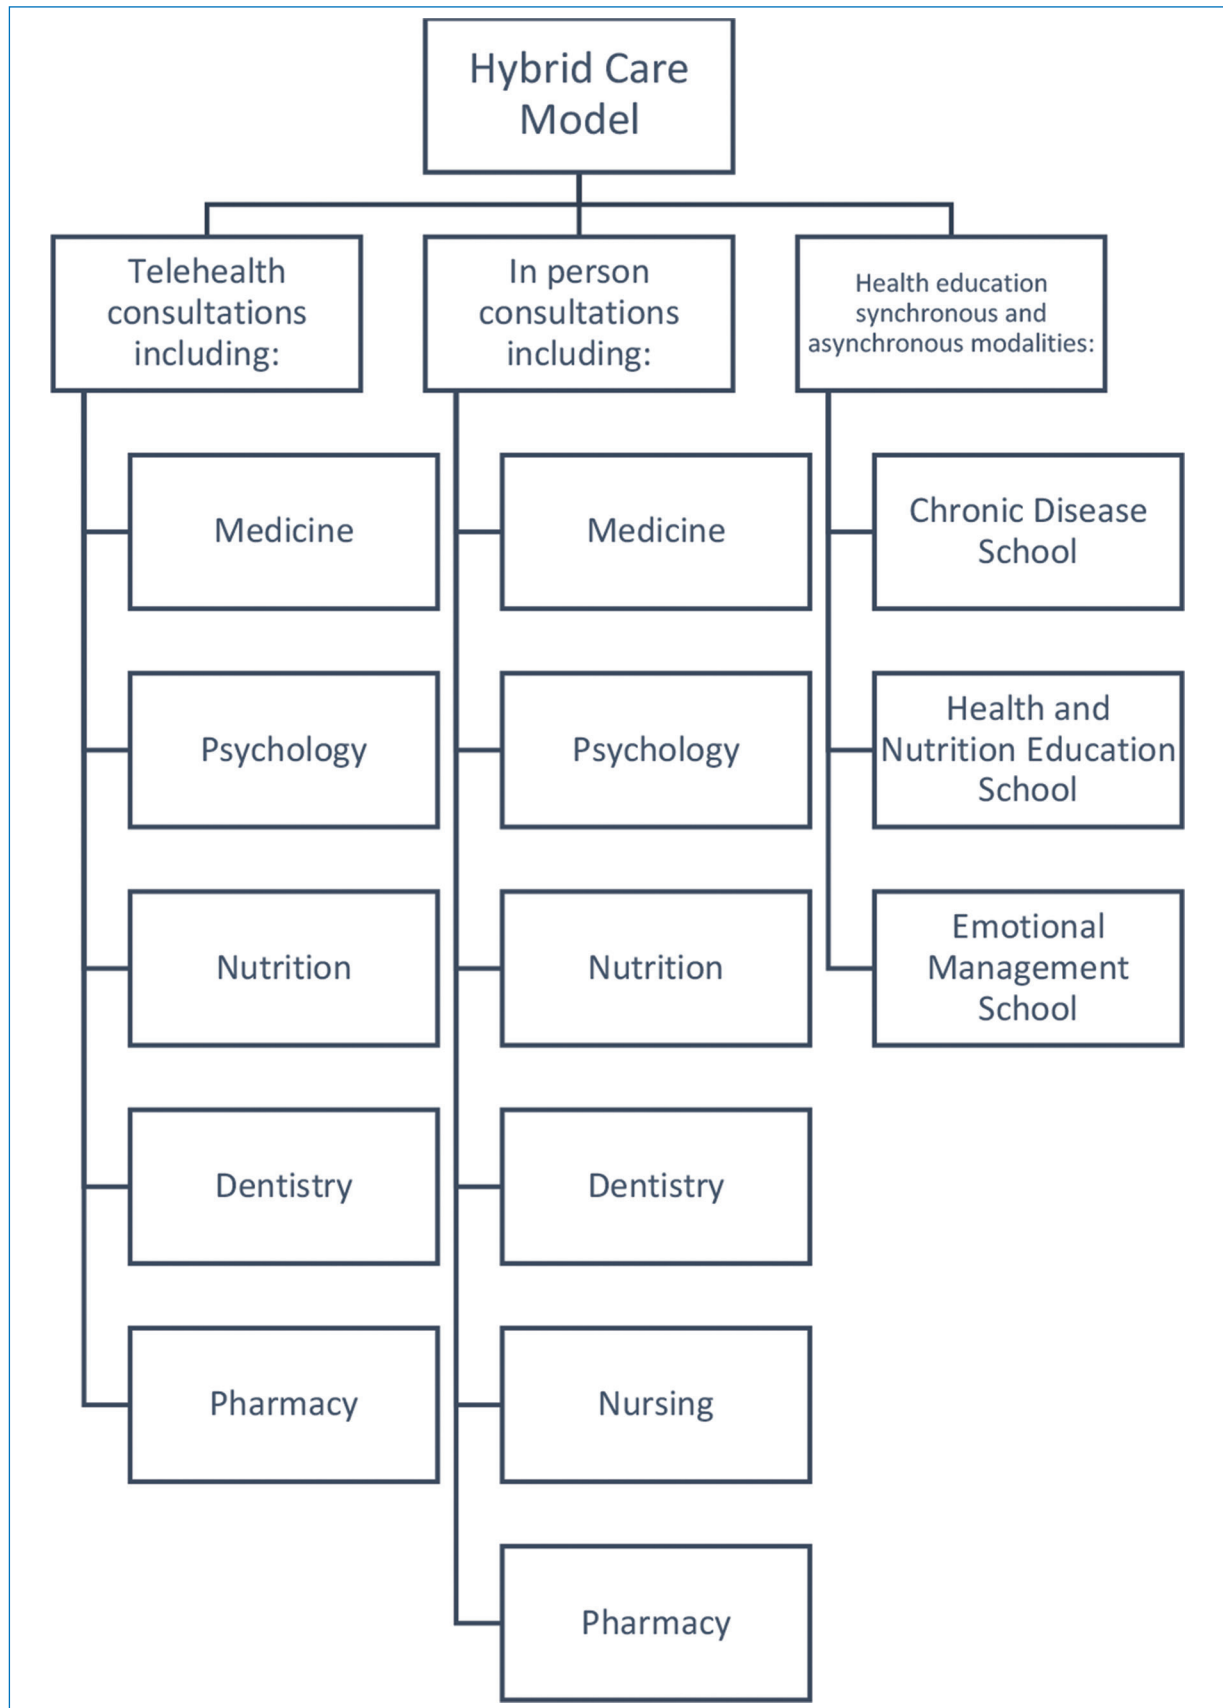 Hybrid Care
Model
Telehealth
consultations
including:
In person
consultations
including:
Health education
synchronous and
asynchronous modalities:
Medicine
Psychology
Nutrition
Dentistry
Pharmacy
Medicine
Psychology
Nutrition
Dentistry
Nursing
Pharmacy
Chronic Disease
School
Health and
Nutrition Education
School
Emotional
Management
School